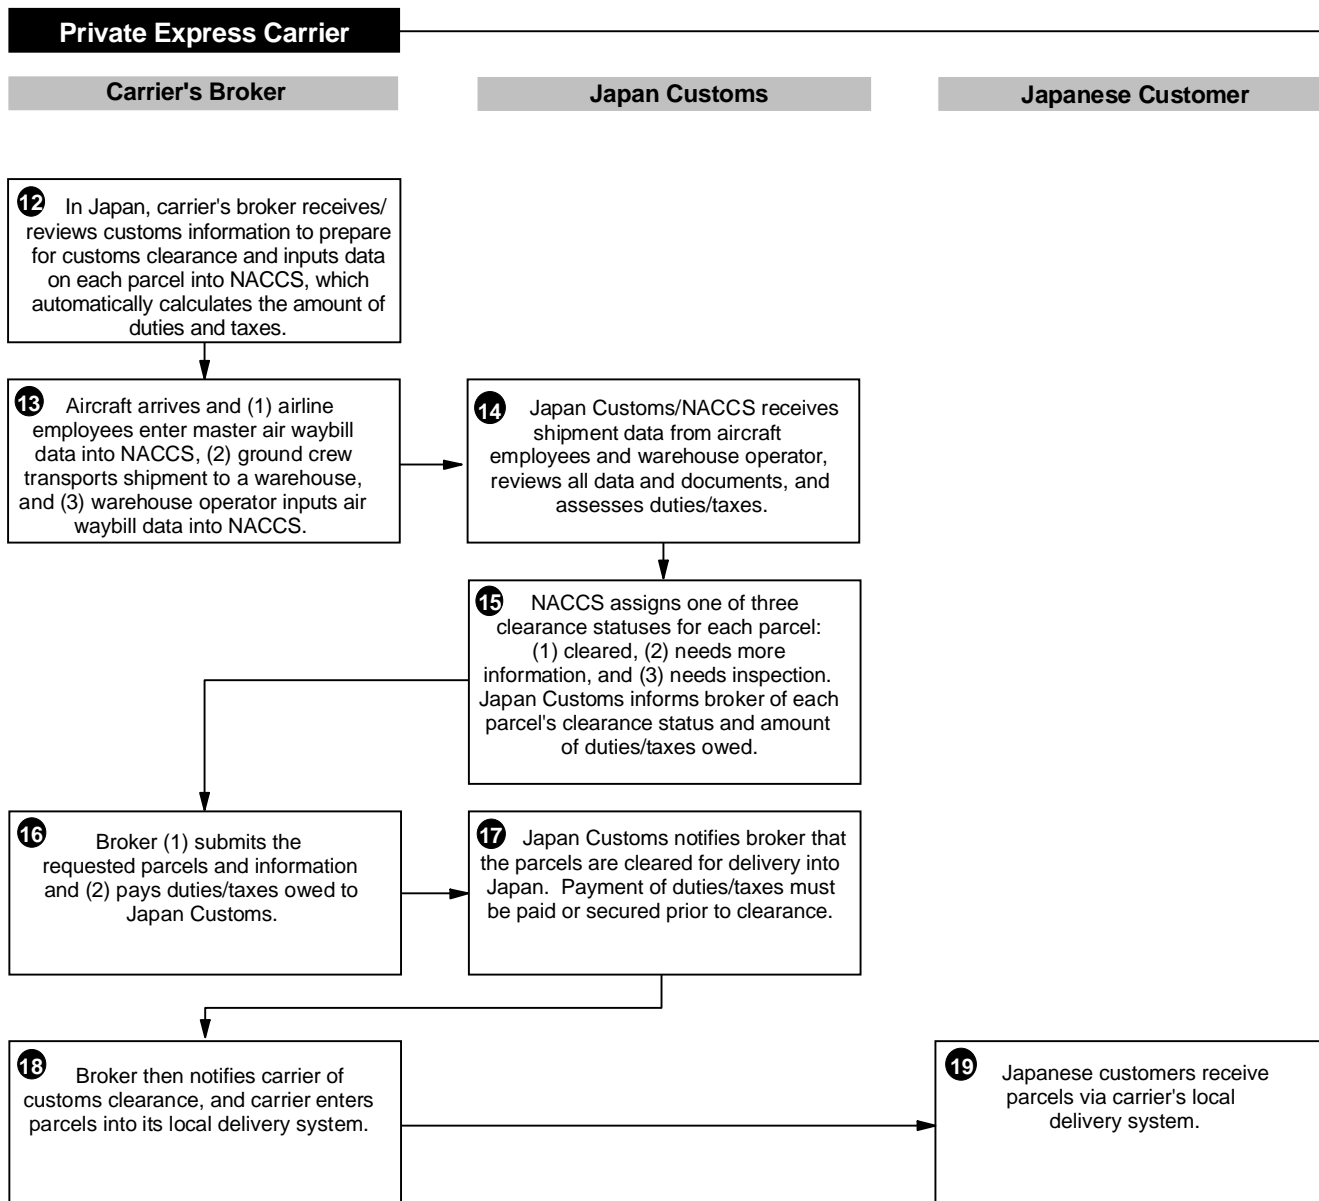 Private Express Carrier
Carrier's Broker
Japan Customs
Japanese Customer
12 In Japan, carrier's broker receives/
reviews customs information to prepare
for customs clearance and inputs data
on each parcel into NACCS, which
automatically calculates the amount of
duties and taxes.
13 Aircraft arrives and (1) airline
employees enter master air waybill
data into NACCS, (2) ground crew
transports shipment to a warehouse,
and (3) warehouse operator inputs air
waybill data into NACCS.
14 Japan Customs/NACCS receives
shipment data from aircraft
employees and warehouse operator,
reviews all data and documents, and
assesses duties/taxes.
15 NACCS assigns one of three
clearance statuses for each parcel:
(1) cleared, (2) needs more
information, and (3) needs inspection.
Japan Customs informs broker of each
parcel's clearance status and amount
of duties/taxes owed.
16 Broker (1) submits the
requested parcels and information
and (2) pays duties/taxes owed to
Japan Customs.
17 Japan Customs notifies broker that
the parcels are cleared for delivery into
Japan. Payment of duties/taxes must
be paid or secured prior to clearance.
18 Broker then notifies carrier of
customs clearance, and carrier enters
parcels into its local delivery system.
19 Japanese customers receive
parcels via carrier's local
delivery system.